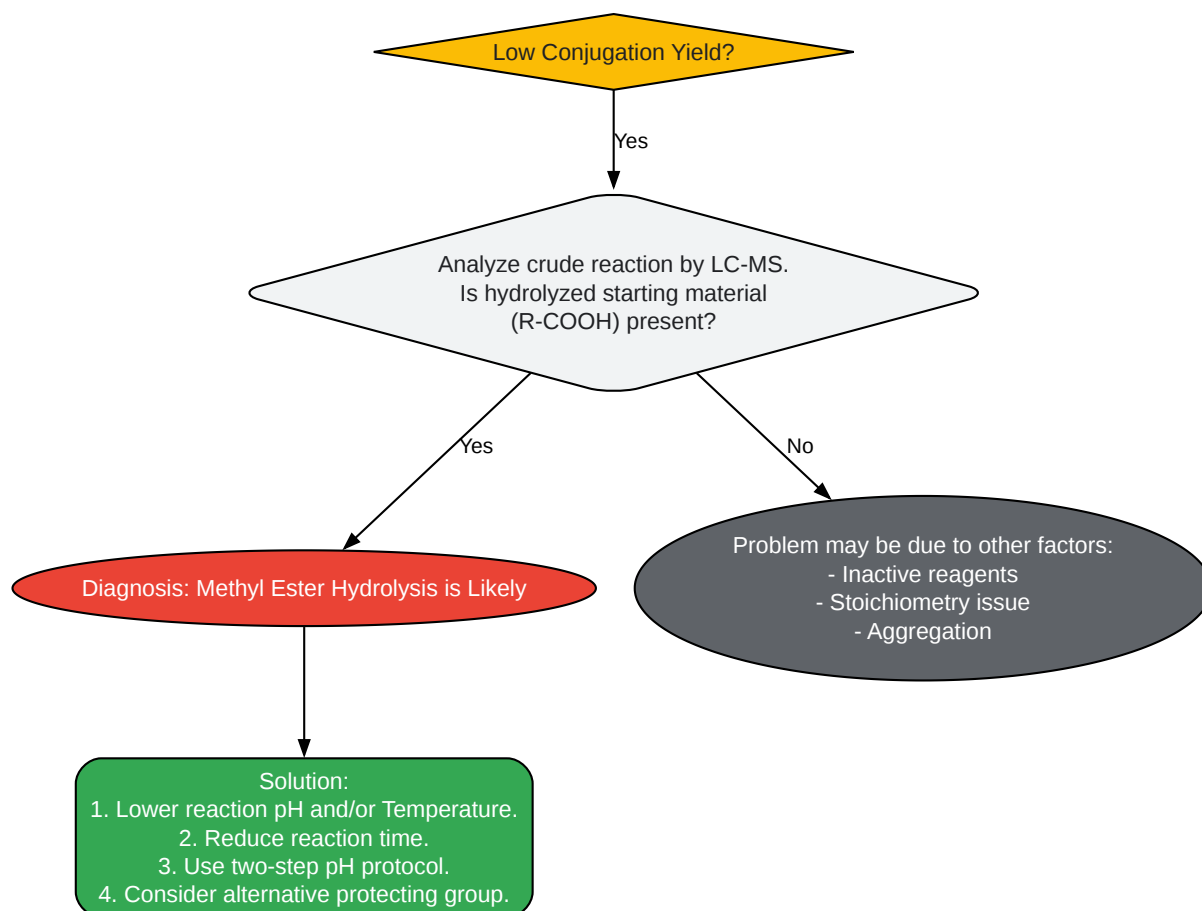 Low Conjugation Yield?
Yes
Analyze crude reaction by LC-MS.
Is hydrolyzed starting material
(R-COOH) present?
Yes
No
Diagnosis: Methyl Ester Hydrolysis is Likely
Problem may be due to other factors:
- Inactive reagents
- Stoichiometry issue
- Aggregation
Solution:
1. Lower reaction pH and/or Temperature.
2. Reduce reaction time.
3. Use two-step pH protocol.
4. Consider alternative protecting group.